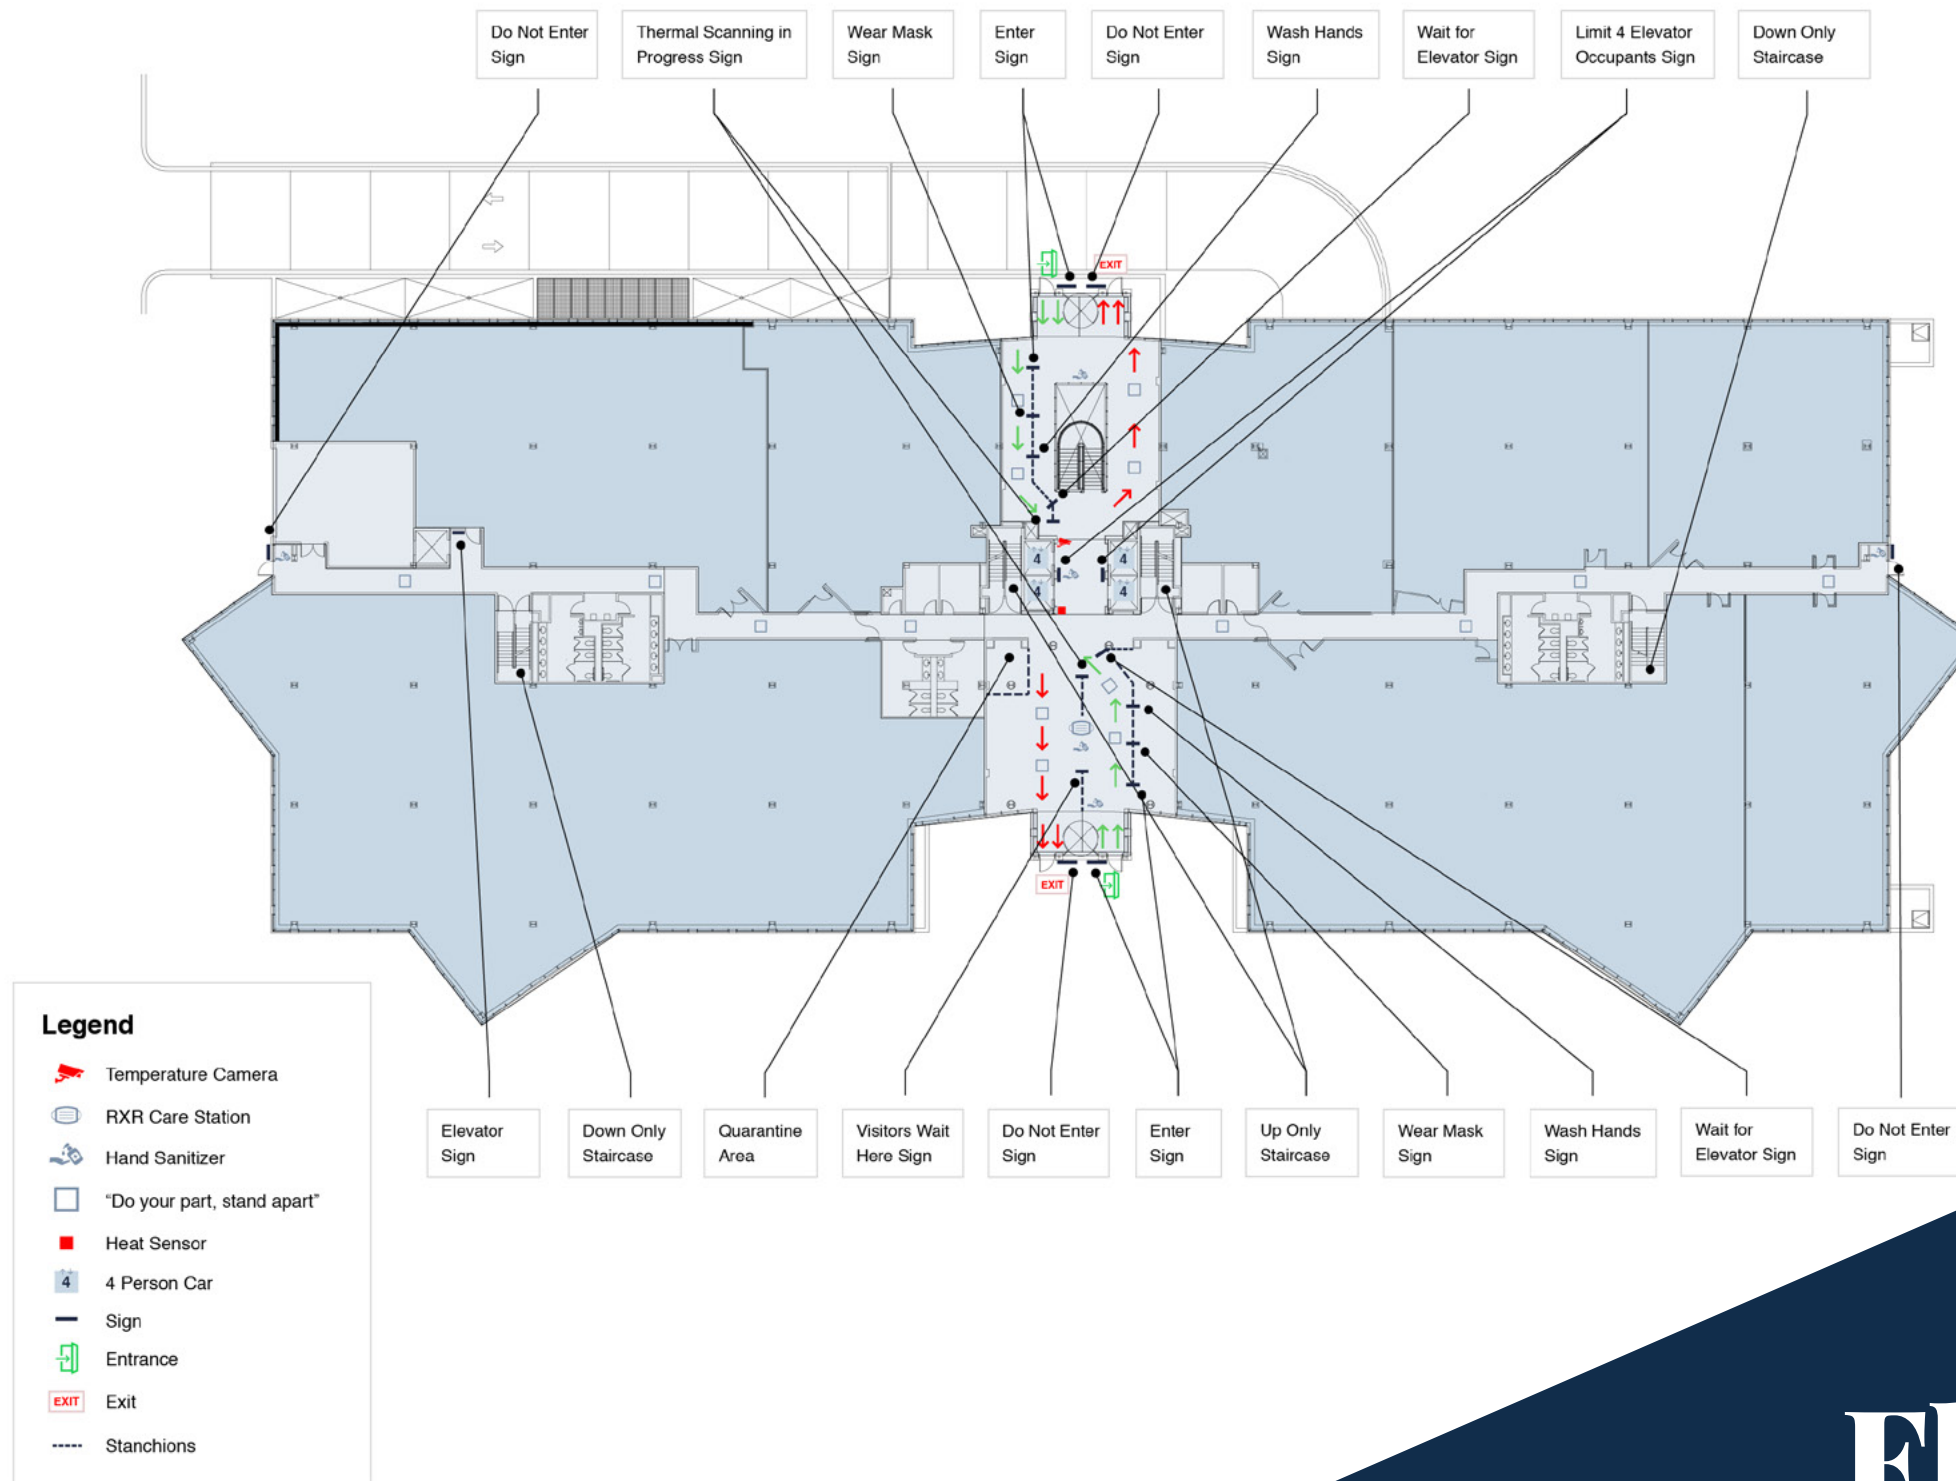 Do Not Enter
Sign
Thermal Scanning in
Progress Sign
Wear Mask
Sign
Enter
Sign
Do Not Enter
Sign
Wash Hands
Sign
Wait for
Elevator Sign
Limit 4 Elevator
Occupants Sign
Down Only
Staircase
EXIT
4
4
4
4
EXIT
Elevator
Sign
Down Only
Staircase
Quarantine
Area
Visitors Wait
Here Sign
Do Not Enter
Sign
Enter
Sign
Up Only
Staircase
Wear Mask
Sign
Wash Hands
Sign
Wait for
Elevator Sign
Do Not Enter
Sign
Legend
Temperature Camera
RXR Care Station
Hand Sanitizer
“Do your part, stand apart”
Heat Sensor
4
4 Person Car
Sign
Entrance
EXIT
Exit
Stanchions